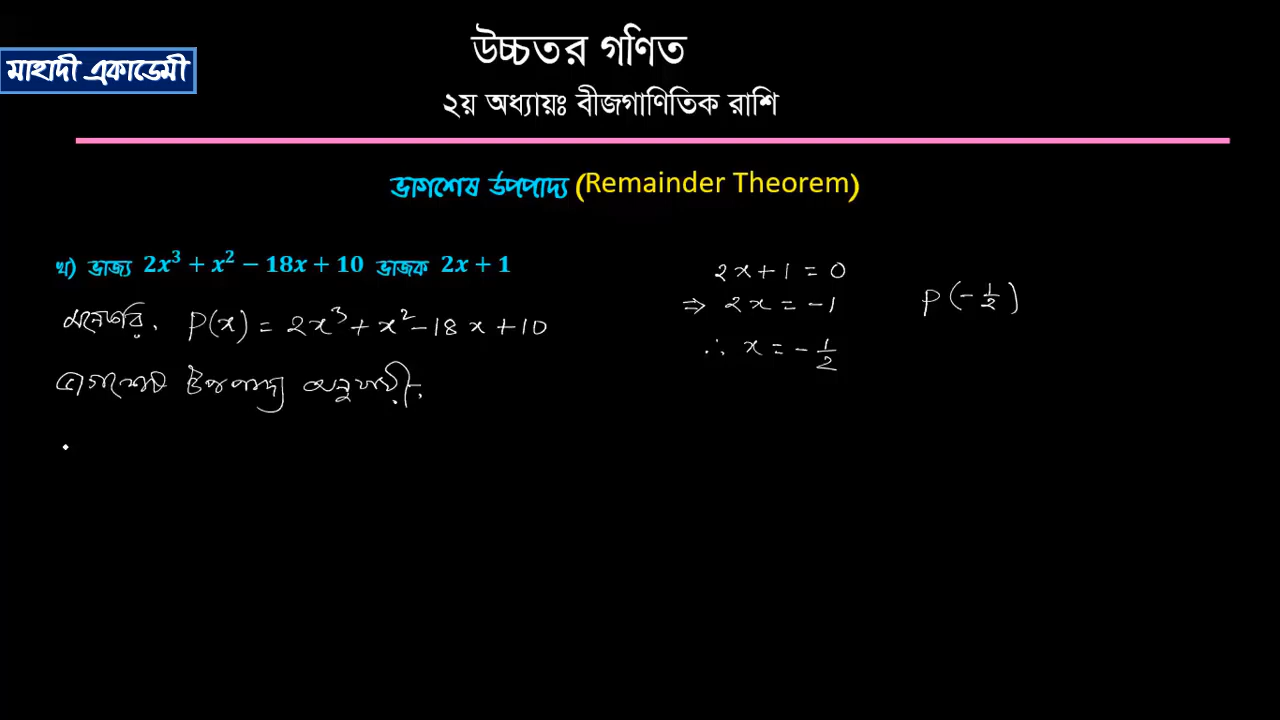 মাহাদী একাডেমী
উচ্চতর গণিত
২য় অধ্যায়ঃ বীজগাণিতিক রাশি
ভাগশেষ উপপাদ্য (Remainder Theorem)
খ) ভাজ্য 2x³ + x² − 18x + 10 ভাজক 2x + 1
মনেকরি, P(x) = 2x³ + x² − 18x + 10
ভাগশেষ উপপাদ্য অনুযায়ী,
2x + 1 = 0
⇒ 2x = −1
∴ x = −1/2
P(−1/2)